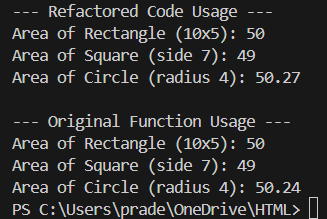 --- Refactored Code Usage ---
Area of Rectangle (10x5): 50
Area of Square (side 7): 49
Area of Circle (radius 4): 50.27
--- Original Function Usage ---
Area of Rectangle (10x5): 50
Area of Square (side 7): 49
Area of Circle (radius 4): 50.24
PS C:\Users\prade\OneDrive\HTML>